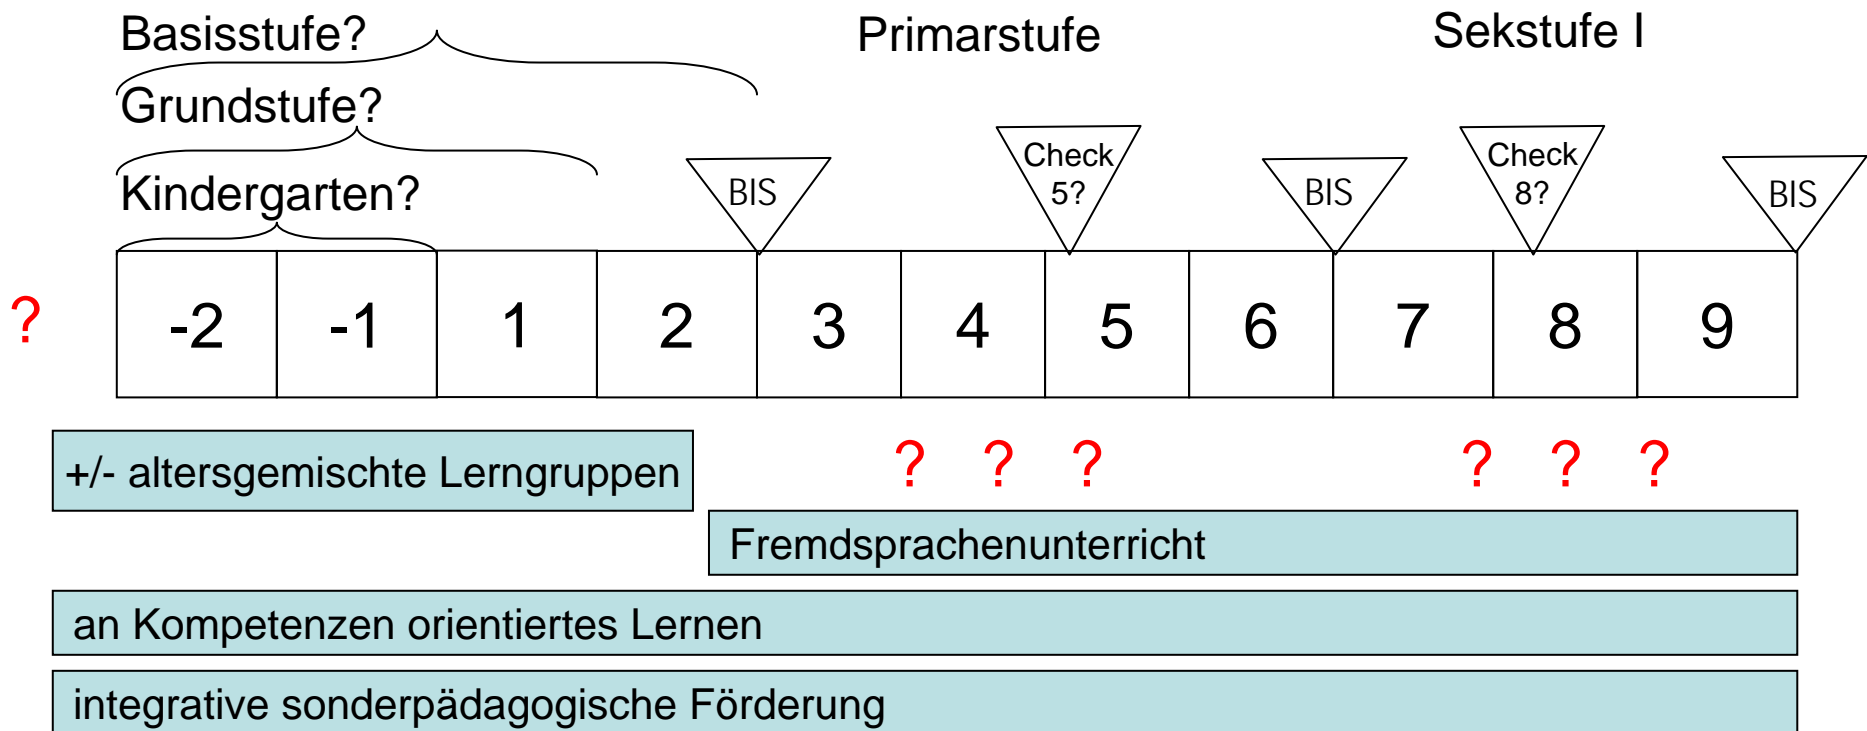 Basisstufe?
Primarstufe
Sekstufe I
Grundstufe?
Kindergarten?
BIS
Check
5?
BIS
Check
8?
BIS
?
-2 -1 1 2 3 4 5 6 7 8 9
+/- altersgemischte Lerngruppen
? ? ? ? ? ?
Fremdsprachenunterricht
an Kompetenzen orientiertes Lernen
integrative sonderpädagogische Förderung